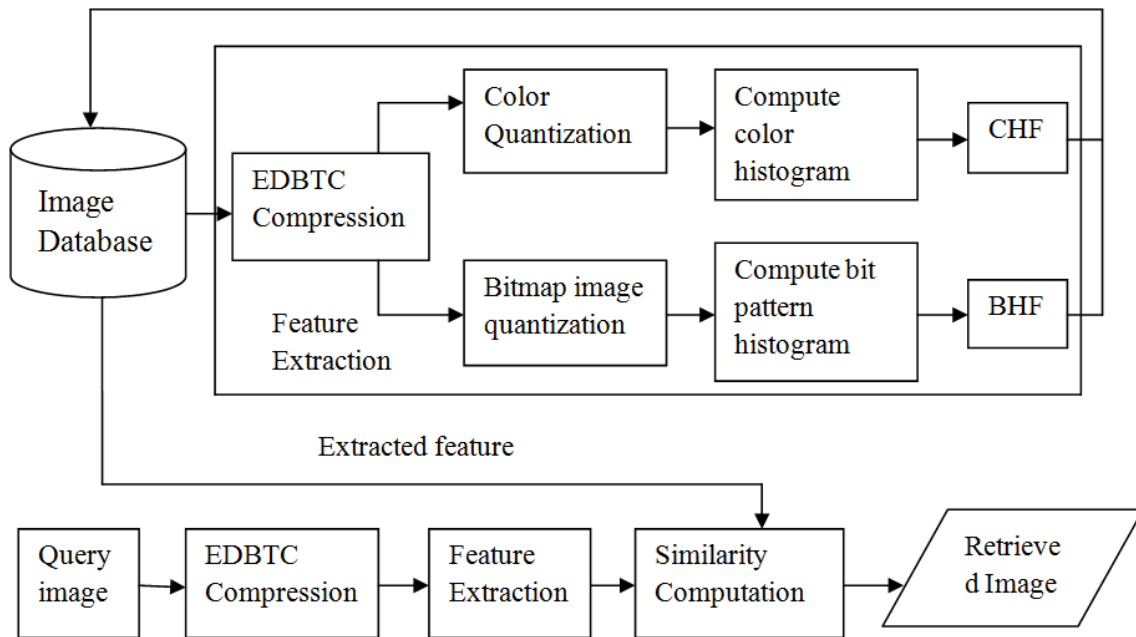 Image
Database
EDBTC
Compression
Color
Quantization
Compute
color
histogram
CHF
Bitmap image
quantization
Compute bit
pattern
histogram
BHF
Feature
Extraction
Extracted feature
Query
image
EDBTC
Compression
Feature
Extraction
Similarity
Computation
Retrieve
d Image